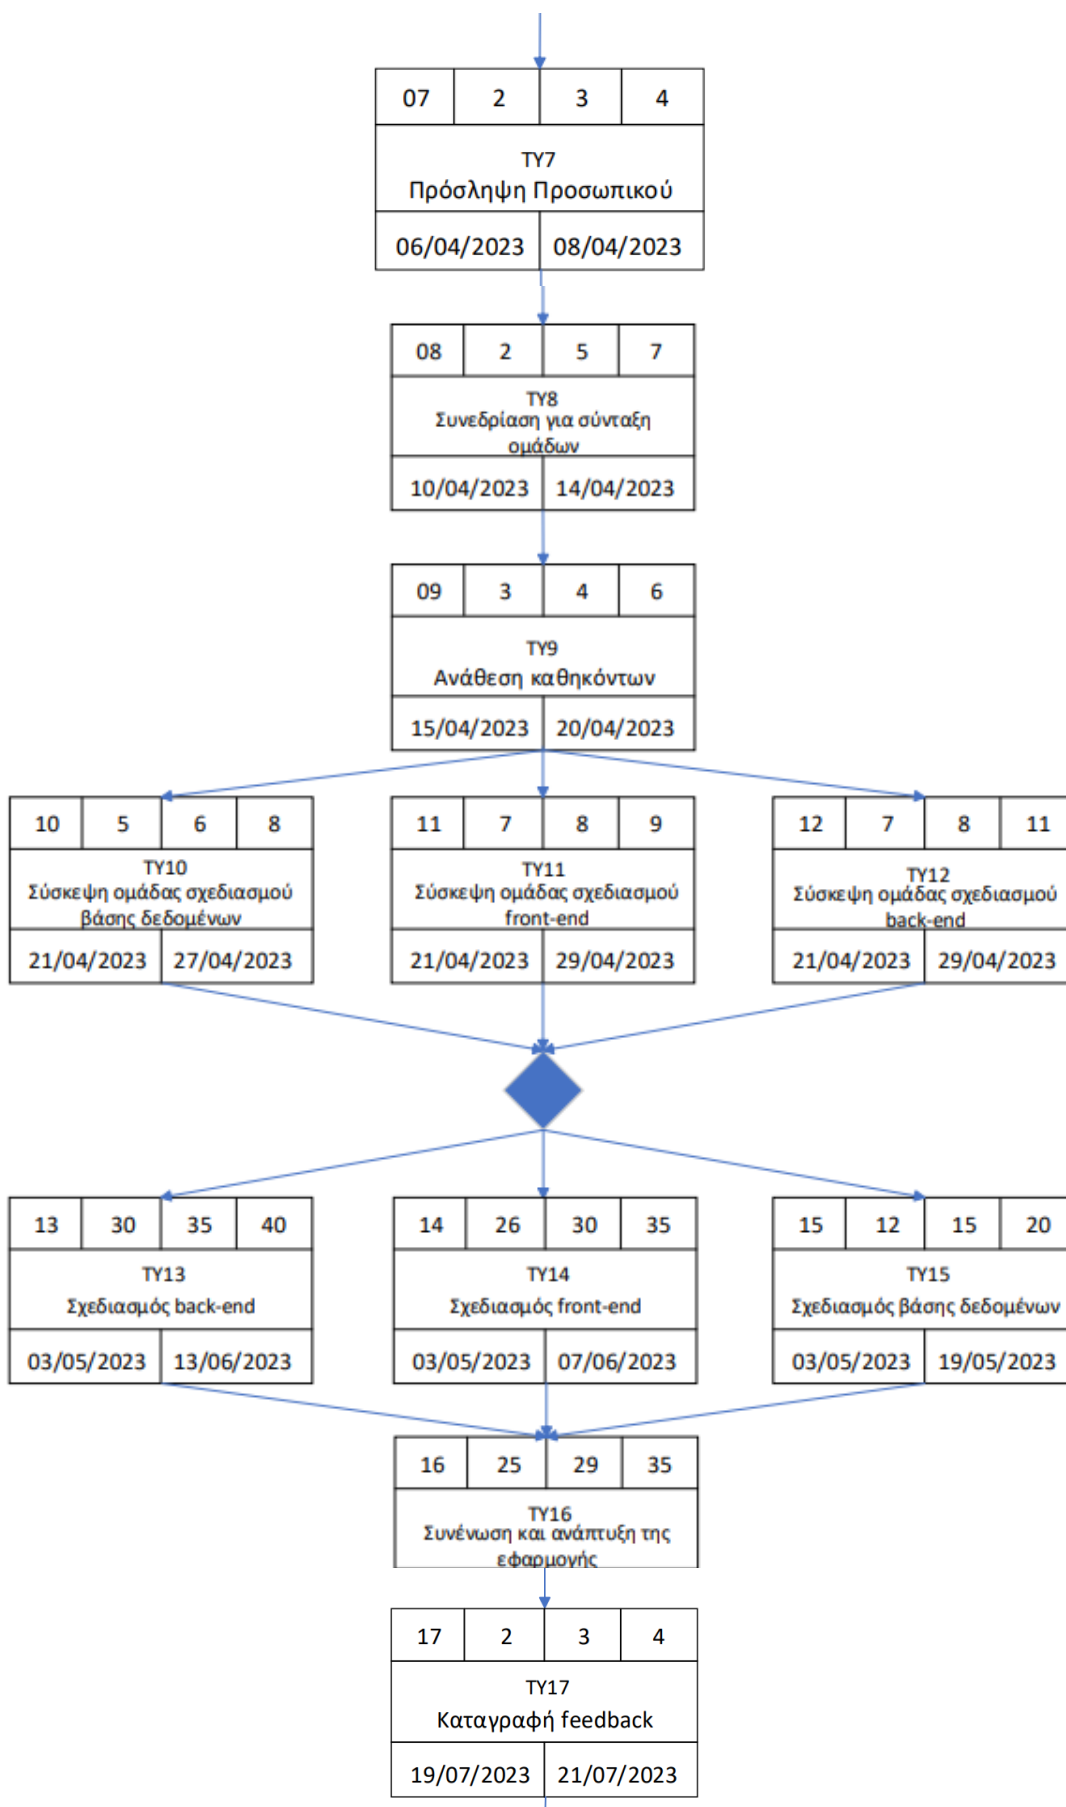 07 2 3 4
ΤΥ7
Πρόσληψη Προσωπικού
06/04/2023 08/04/2023
08 2 5 7
ΤΥ8
Συνεδρίαση για σύνταξη
ομάδων
10/04/2023 14/04/2023
09 3 4 6
ΤΥ9
Ανάθεση καθηκόντων
15/04/2023 20/04/2023
10 5 6 8
ΤΥ10
Σύσκεψη ομάδας σχεδιασμού
βάσης δεδομένων
21/04/2023 27/04/2023
11 7 8 9
ΤΥ11
Σύσκεψη ομάδας σχεδιασμού
front-end
21/04/2023 29/04/2023
12 7 8 11
ΤΥ12
Σύσκεψη ομάδας σχεδιασμού
back-end
21/04/2023 29/04/2023
13 30 35 40
ΤΥ13
Σχεδιασμός back-end
03/05/2023 13/06/2023
14 26 30 35
ΤΥ14
Σχεδιασμός front-end
03/05/2023 07/06/2023
15 12 15 20
ΤΥ15
Σχεδιασμός βάσης δεδομένων
03/05/2023 19/05/2023
16 25 29 35
ΤΥ16
Συνένωση και ανάπτυξη της
εφαρμογής
17 2 3 4
ΤΥ17
Καταγραφή feedback
19/07/2023 21/07/2023